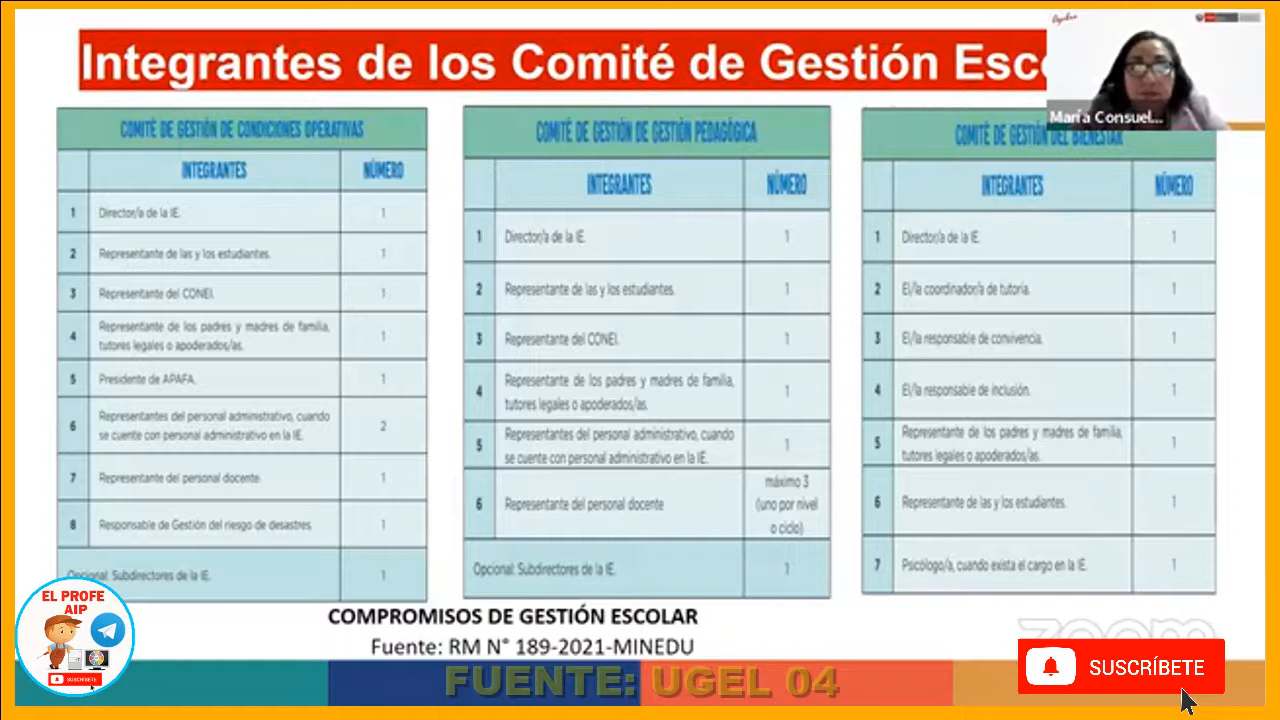 Integrantes de los Comité de Gestión Esco
María Consuel...
COMITÉ DE GESTIÓN DE CONDICIONES OPERATIVAS
INTEGRANTES NÚMERO
1 Director/a de la IE. 1
2 Representante de las y los estudiantes. 1
3 Representante del CONEI. 1
4 Representante de los padres y madres de familia,
tutores legales o apoderados/as. 1
5 Presidente de APAFA. 1
6 Representantes del personal administrativo, cuando
se cuente con personal administrativo en la IE. 2
7 Representante del personal docente. 1
8 Responsable de Gestión del riesgo de desastres. 1
Opcional: Subdirectores de la IE. 1
COMITÉ DE GESTIÓN DE GESTIÓN PEDAGÓGICA
INTEGRANTES NÚMERO
1 Director/a de la IE. 1
2 Representante de las y los estudiantes. 1
3 Representante del CONEI. 1
4 Representante de los padres y madres de familia,
tutores legales o apoderados/as. 1
5 Representantes del personal administrativo, cuando
se cuente con personal administrativo en la IE. 1
6 Representante del personal docente máximo 3
(uno por nivel
o ciclo)
Opcional: Subdirectores de la IE. 1
COMITÉ DE GESTIÓN DEL BIENESTAR
INTEGRANTES NÚMERO
1 Director/a de la IE. 1
2 El/la coordinador/a de tutoría. 1
3 El/la responsable de convivencia. 1
4 El/la responsable de inclusión. 1
5 Representante de los padres y madres de familia,
tutores legales o apoderados/as. 1
6 Representante de las y los estudiantes. 1
7 Psicólogo/a, cuando exista el cargo en la IE. 1
COMPROMISOS DE GESTIÓN ESCOLAR
Fuente: RM N° 189-2021-MINEDU
EL PROFE
AIP
SUSCRÍBETE
zoom
SUSCRÍBETE
FUENTE: UGEL 04